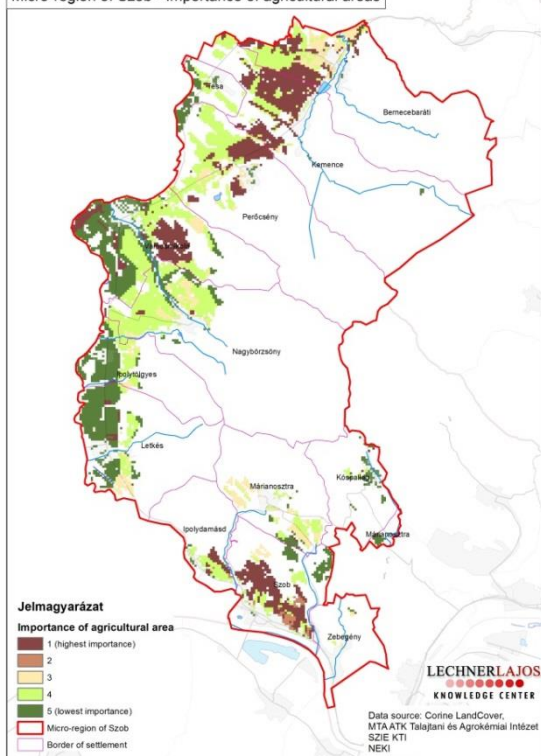 Micro-region of Szob - Importance of agricultural areas
Tésa
Bernecebaráti
Kemence
Perőcsény
Vámosmikola
Nagybörzsöny
Ipolytölgyes
Letkés
Márianosztra
Kóspallag
Ipolydamásd
Márianosztra
Szob
Zebegény
Jelmagyarázat
Importance of agricultural area
1 (highest importance)
2
3
4
5 (lowest importance)
Micro-region of Szob
Border of settlement
LECHNERLAJOS
KNOWLEDGE CENTER
Data source: Corine LandCover,
MTA ATK Talajtani és Agrokémiai Intézet
SZIE KTI
NEKI